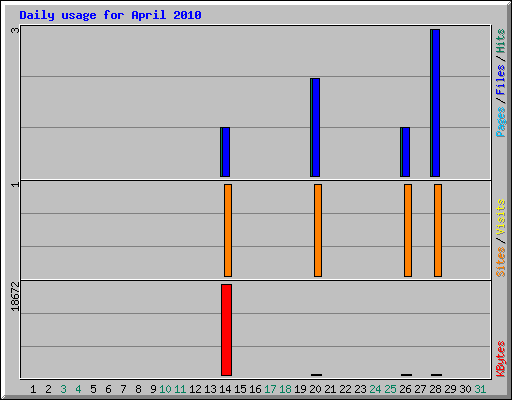 Daily usage for April 2010
3
Pages / Files / Hits
1
Sites / Visits
18672
KBytes
1 2 3 4 5 6 7 8 9 10 11 12 13 14 15 16 17 18 19 20 21 22 23 24 25 26 27 28 29 30 31